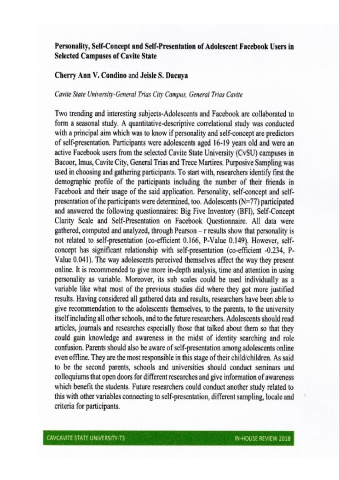 Personality, Self-Concept and Self-Presentation of Adolescent Facebook Users in
Selected Campuses of Cavite State
Cherry Ann V. Condino and Jeisle S. Dacuya
Cavite State University-General Trias City Campus, General Trias Cavite
Two trending and interesting subjects-Adolescents and Facebook are collaborated to
form a seasonal study. A quantitative-descriptive correlational study was conducted
with a principal aim which was to know if personality and self-concept are predictors
of self-presentation. Participants were adolescents aged 16-19 years old and were an
active Facebook users from the selected Cavite State University (CvSU) campuses in
Bacoor, Imus, Cavite City, General Trias and Trece Martires. Purposive Sampling was
used in choosing and gathering participants. To start with, researchers identify first the
demographic profile of the participants including the number of their friends in
Facebook and their usage of the said application. Personality, self-concept and self-
presentation of the participants were determined, too. Adolescents (N=77) participated
and answered the following questionnaires: Big Five Inventory (BFI), Self-Concept
Clarity Scale and Self-Presentation on Facebook Questionnaire. All data were
gathered, computed and analyzed, through Pearson – r results show that personality is
not related to self-presentation (co-efficient 0.166, P-Value 0.149). However, self-
concept has significant relationship with self-presentation (co-efficient -0.234, P-
Value 0.041). The way adolescents perceived themselves affect the way they present
online. It is recommended to give more in-depth analysis, time and attention in using
personality as variable. Moreover, its sub scales could be used individually as a
variable like what most of the previous studies did where they got more justified
results. Having considered all gathered data and results, researchers have been able to
give recommendation to the adolescents themselves, to the parents, to the university
itself including all other schools, and to the future researchers. Adolescents should read
articles, journals and researches especially those that talked about them so that they
could gain knowledge and awareness in the midst of identity searching and role
confusion. Parents should also be aware of self-presentation among adolescents online
even offline. They are the most responsible in this stage of their child/children. As said
to be the second parents, schools and universities should conduct seminars and
colloquiums that open doors for different researches and give information of awareness
which benefit the students. Future researchers could conduct another study related to
this with other variables connecting to self-presentation, different sampling, locale and
criteria for participants.
CAVCAVITE STATE UNIVERSITY-T3 IN-HOUSE REVIEW 2018